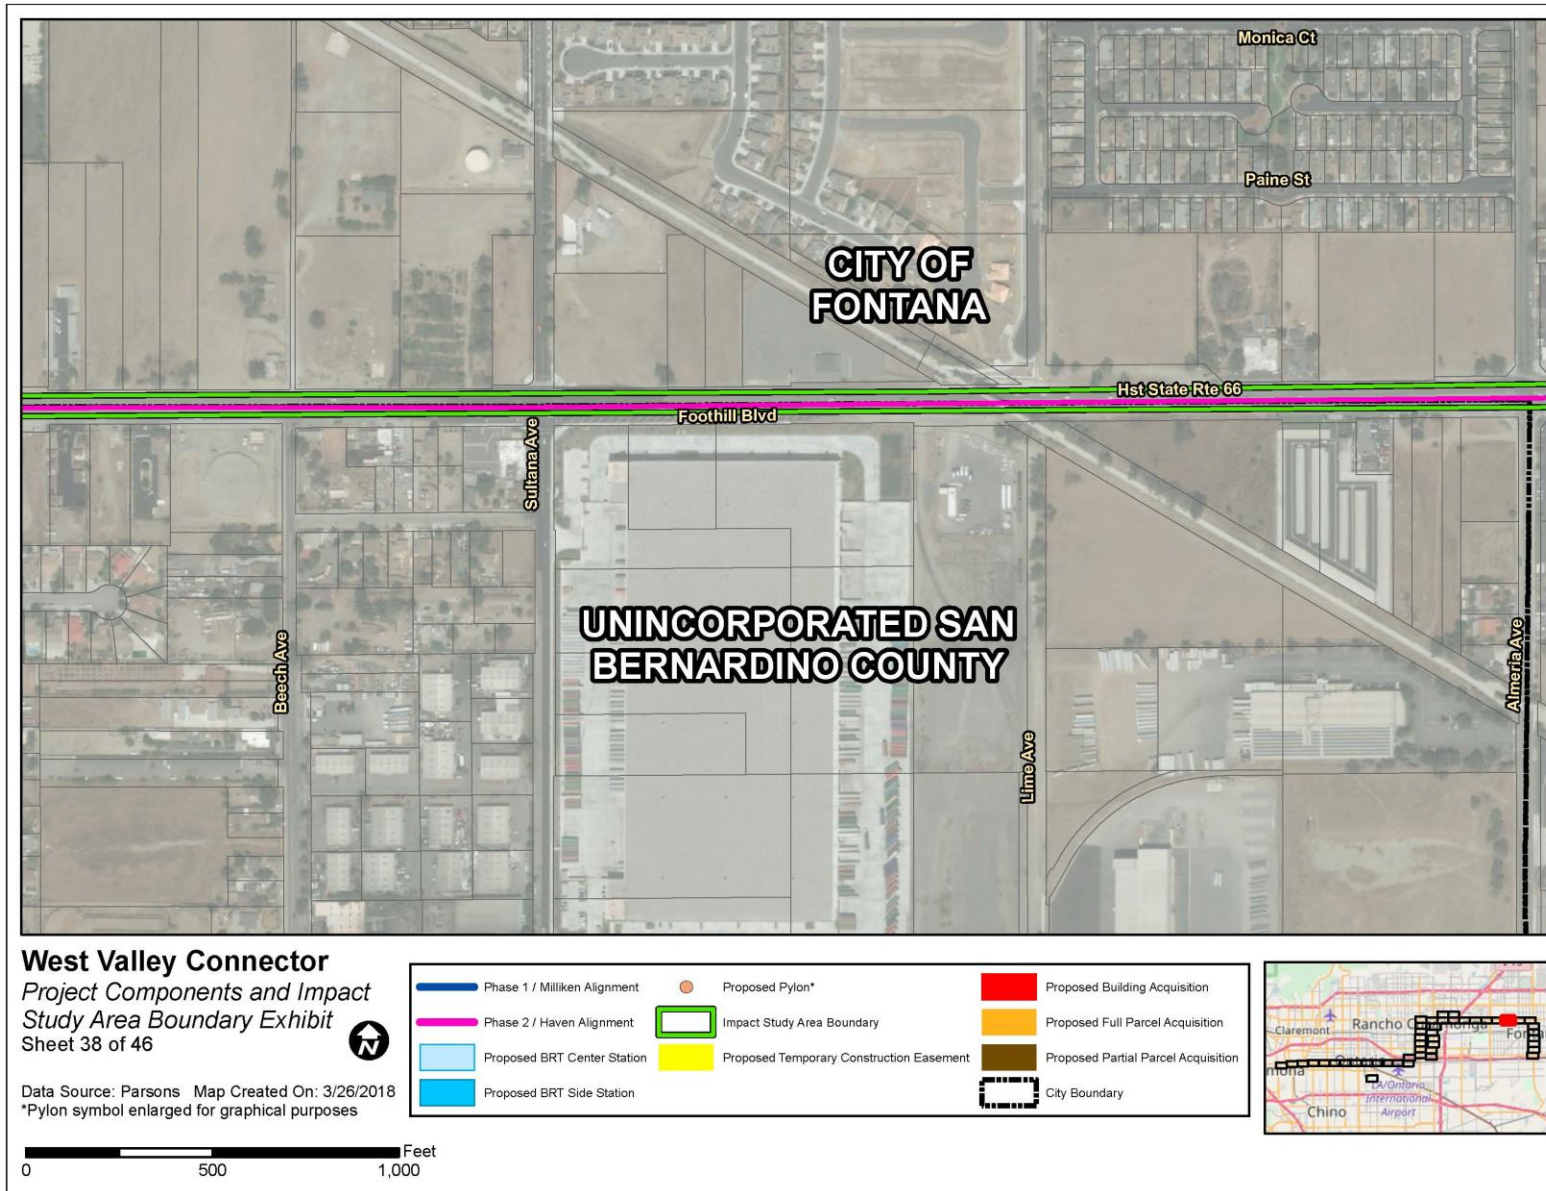 Monica Ct
Paine St
CITY OF
FONTANA
Hst State Rte 66
Foothill Blvd
Sultana Ave
UNINCORPORATED SAN
BERNARDINO COUNTY
Beech Ave
Almeria Ave
Lime Ave
West Valley Connector
Project Components and Impact
Study Area Boundary Exhibit
Sheet 38 of 46
N
Data Source: Parsons Map Created On: 3/26/2018
*Pylon symbol enlarged for graphical purposes
0 500 1,000 Feet
Phase 1 / Milliken Alignment
Phase 2 / Haven Alignment
Proposed BRT Center Station
Proposed BRT Side Station
Proposed Pylon*
Impact Study Area Boundary
Proposed Temporary Construction Easement
Proposed Building Acquisition
Proposed Full Parcel Acquisition
Proposed Partial Parcel Acquisition
City Boundary
Claremont
Rancho
LA/Ontario
International
Airport
Chino